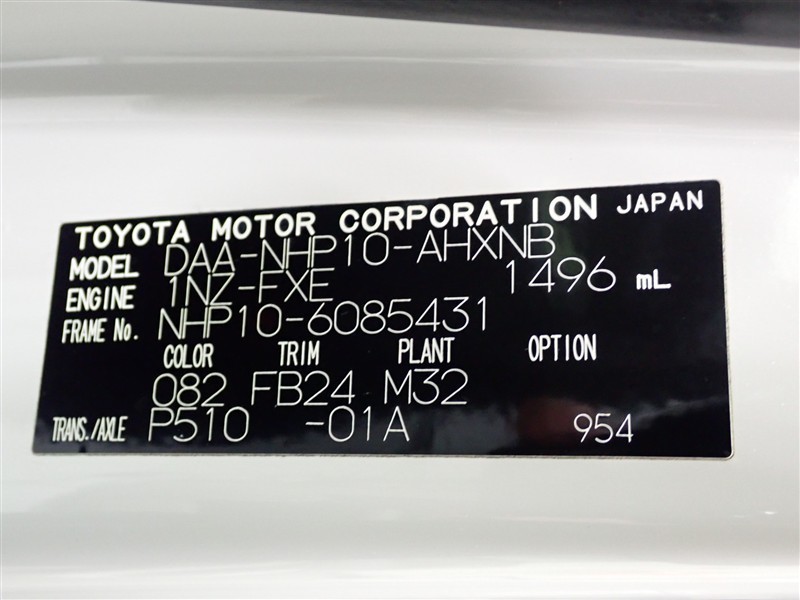 TOYOTA MOTOR CORPORATION JAPAN
MODEL DAA-NHP10-AHXNB
ENGINE 1NZ-FXE 1496 mL
FRAME No. NHP10-6085431
COLOR TRIM PLANT OPTION
082 FB24 M32
TRANS./AXLE P510 -01A 954